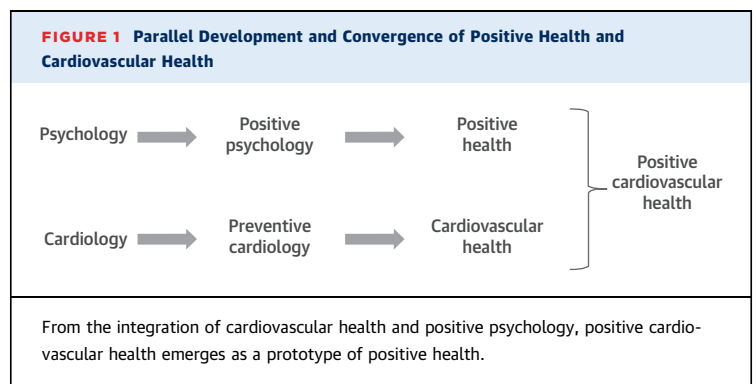 FIGURE 1 Parallel Development and Convergence of Positive Health and
Cardiovascular Health
Psychology
Positive
psychology
Positive
health
Cardiology
Preventive
cardiology
Cardiovascular
health
Positive
cardiovascular
health
From the integration of cardiovascular health and positive psychology, positive cardio-
vascular health emerges as a prototype of positive health.